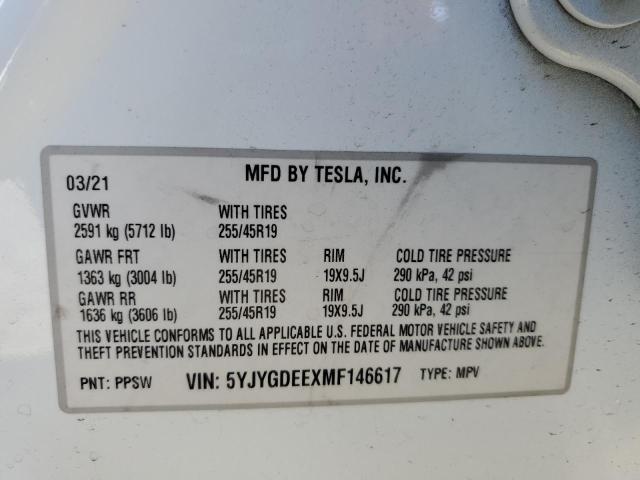 MFD BY TESLA, INC.
03/21
GVWR WITH TIRES
2591 kg (5712 lb) 255/45R19
GAWR FRT WITH TIRES RIM COLD TIRE PRESSURE
1363 kg (3004 lb) 255/45R19 19X9.5J 290 kPa, 42 psi
GAWR RR WITH TIRES RIM COLD TIRE PRESSURE
1636 kg (3606 lb) 255/45R19 19X9.5J 290 kPa, 42 psi
THIS VEHICLE CONFORMS TO ALL APPLICABLE U.S. FEDERAL MOTOR VEHICLE SAFETY AND
THEFT PREVENTION STANDARDS IN EFFECT ON THE DATE OF MANUFACTURE SHOWN ABOVE.
PNT: PPSW VIN: 5YJYGDEEXMF146617 TYPE: MPV